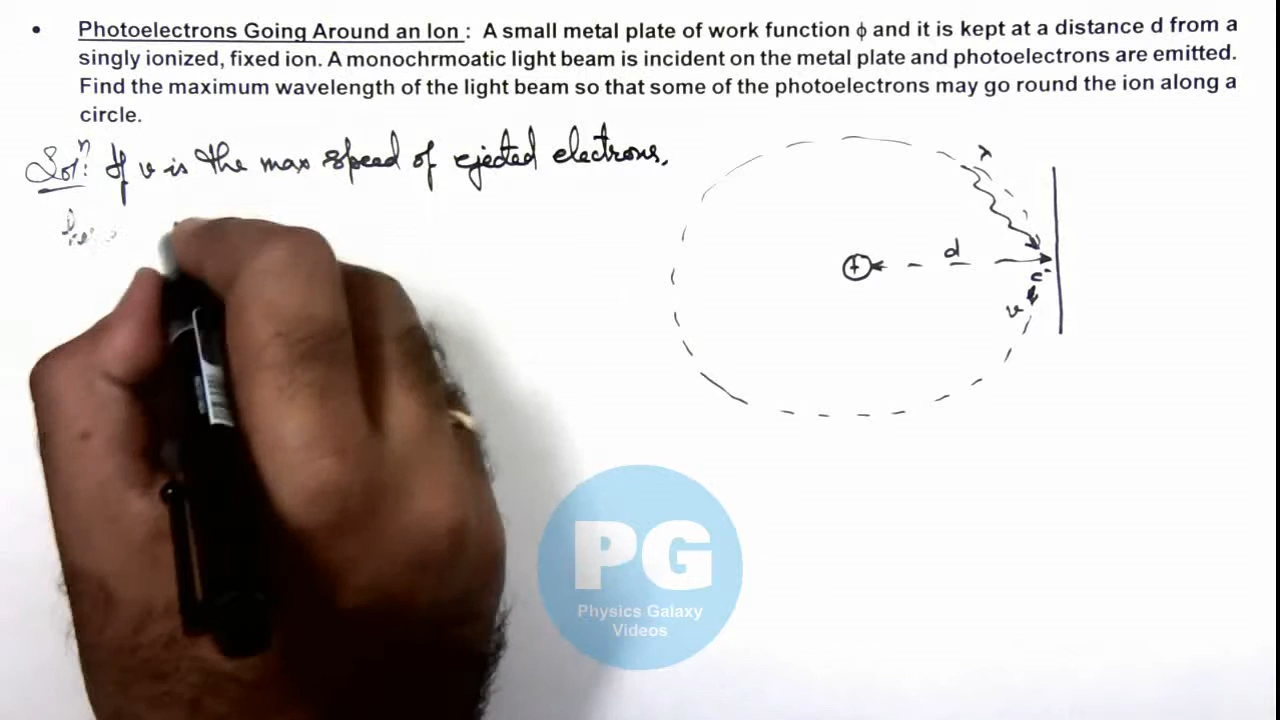 • Photoelectrons Going Around an Ion : A small metal plate of work function ϕ and it is kept at a distance d from a
singly ionized, fixed ion. A monochrmoatic light beam is incident on the metal plate and photoelectrons are emitted.
Find the maximum wavelength of the light beam so that some of the photoelectrons may go round the ion along a
circle.
Solⁿ: If v is the max speed of ejected electrons,
λ
+
d
e⁻
v
PG
Physics Galaxy
Videos